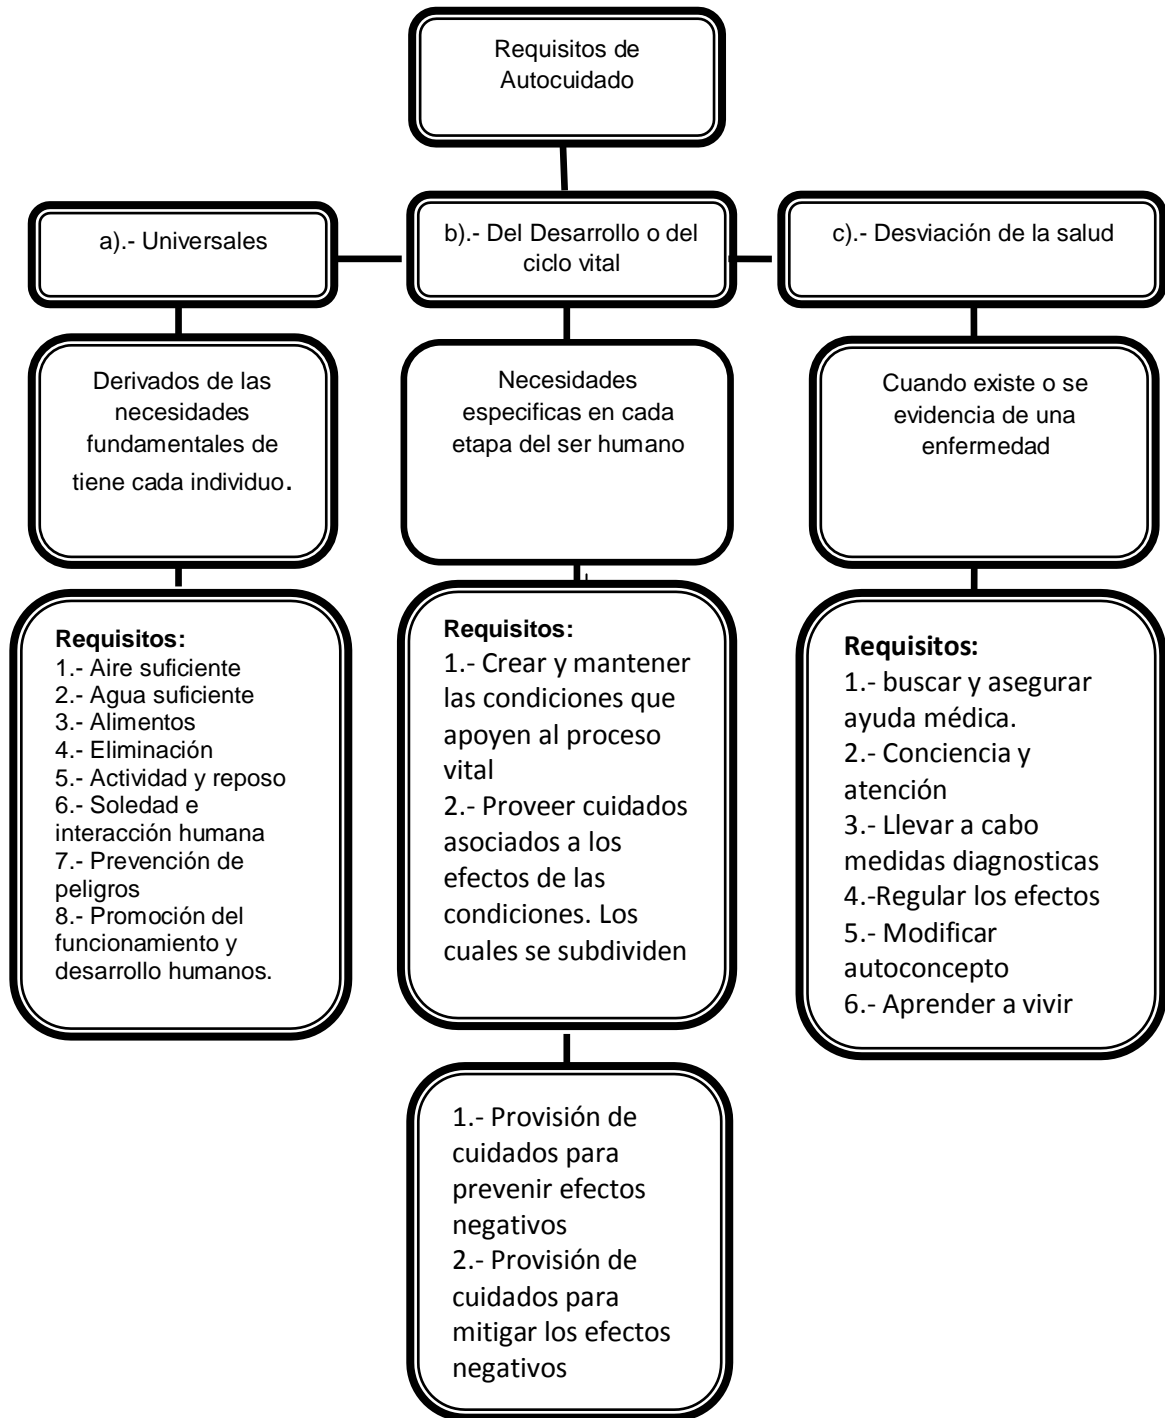 Requisitos de
Autocuidado
a).- Universales
b).- Del Desarrollo o del
ciclo vital
c).- Desviación de la salud
Derivados de las
necesidades
fundamentales de
tiene cada individuo.
Necesidades
especificas en cada
etapa del ser humano
Cuando existe o se
evidencia de una
enfermedad
Requisitos:
1.- Aire suficiente
2.- Agua suficiente
3.- Alimentos
4.- Eliminación
5.- Actividad y reposo
6.- Soledad e
interacción humana
7.- Prevención de
peligros
8.- Promoción del
funcionamiento y
desarrollo humanos.
Requisitos:
1.- Crear y mantener
las condiciones que
apoyen al proceso
vital
2.- Proveer cuidados
asociados a los
efectos de las
condiciones. Los
cuales se subdividen
Requisitos:
1.- buscar y asegurar
ayuda médica.
2.- Conciencia y
atención
3.- Llevar a cabo
medidas diagnosticas
4.-Regular los efectos
5.- Modificar
autoconcepto
6.- Aprender a vivir
1.- Provisión de
cuidados para
prevenir efectos
negativos
2.- Provisión de
cuidados para
mitigar los efectos
negativos